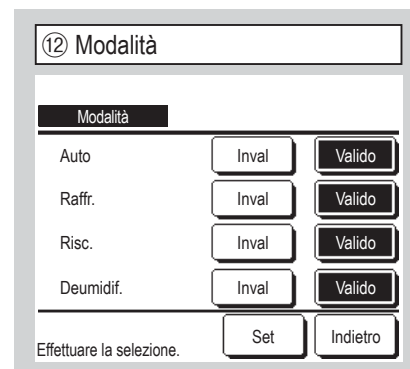 ⑫ Modalità
Modalità
Auto Inval Valido
Raffr. Inval Valido
Risc. Inval Valido
Deumidif. Inval Valido
Effettuare la selezione. Set Indietro